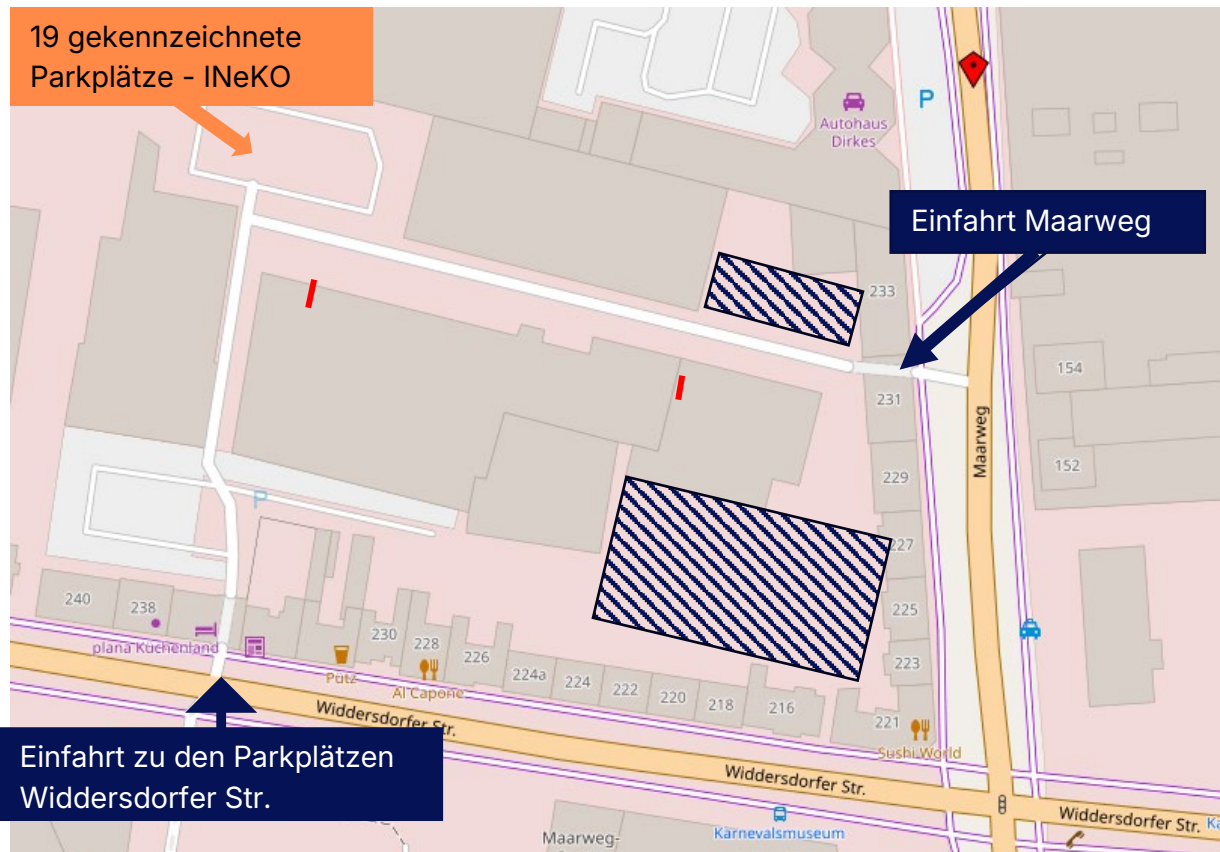 19 gekennzeichnete
Parkplätze - INeKO
P
Autohaus
Dirkes
Einfahrt Maarweg
233
154
231
Maarweg
152
229
P
227
225
240
238
230
228
223
plana Küchenland
226
Pütz
Al Capone
224a
224
222
220
218
216
221
Sushi World
Widdersdorfer Str.
Einfahrt zu den Parkplätzen
Widdersdorfer Str.
Widdersdorfer Str.
Widdersdorfer Str.
Karnevalsmuseum
Maarweg-